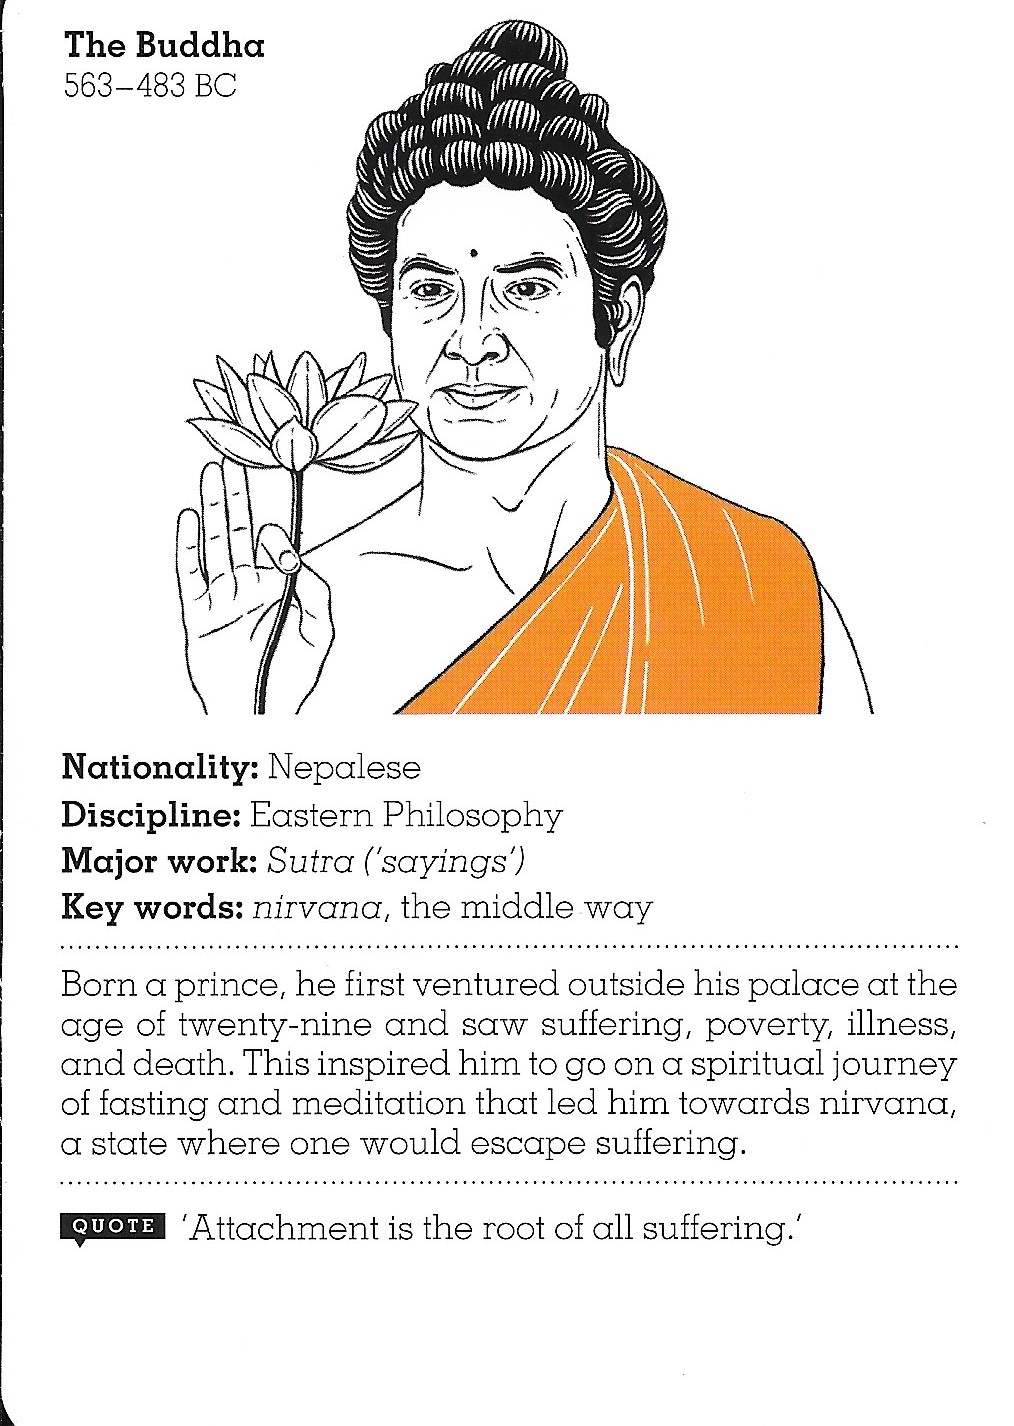 The Buddha
563–483 BC
Nationality: Nepalese
Discipline: Eastern Philosophy
Major work: Sutra ('sayings')
Key words: nirvana, the middle way
Born a prince, he first ventured outside his palace at the
age of twenty-nine and saw suffering, poverty, illness,
and death. This inspired him to go on a spiritual journey
of fasting and meditation that led him towards nirvana,
a state where one would escape suffering.
QUOTE 'Attachment is the root of all suffering.'